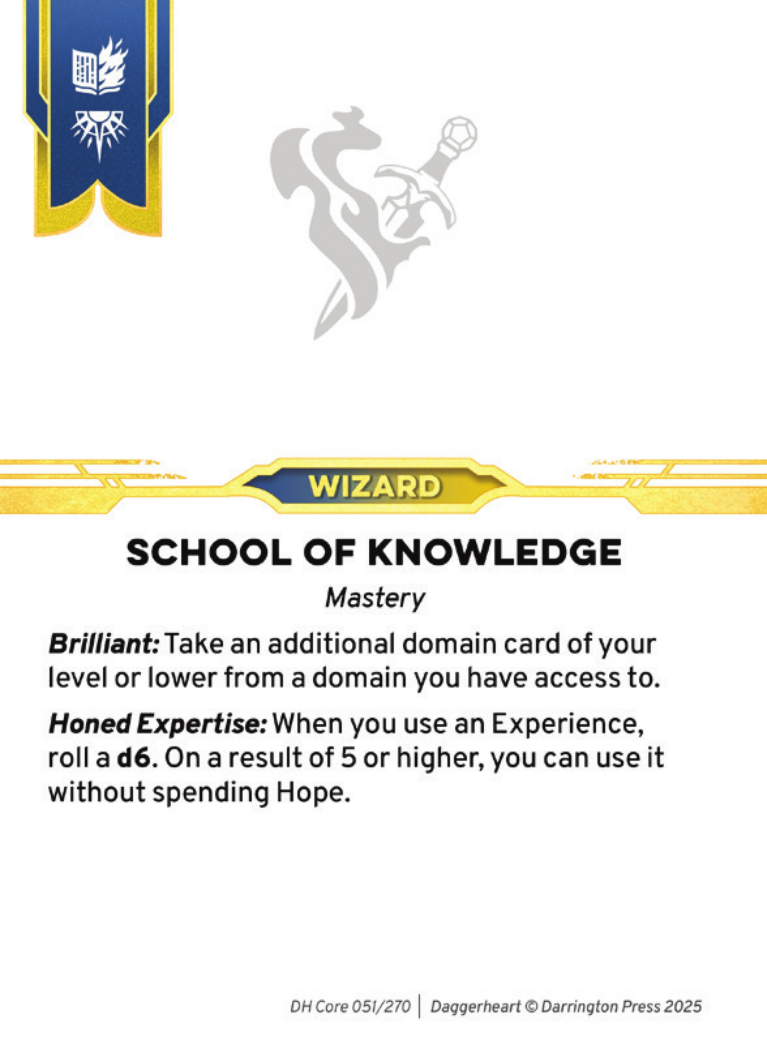 WIZARD
SCHOOL OF KNOWLEDGE
Mastery
Brilliant: Take an additional domain card of your
level or lower from a domain you have access to.
Honed Expertise: When you use an Experience,
roll a d6. On a result of 5 or higher, you can use it
without spending Hope.
DH Core 051/270 | Daggerheart © Darrington Press 2025